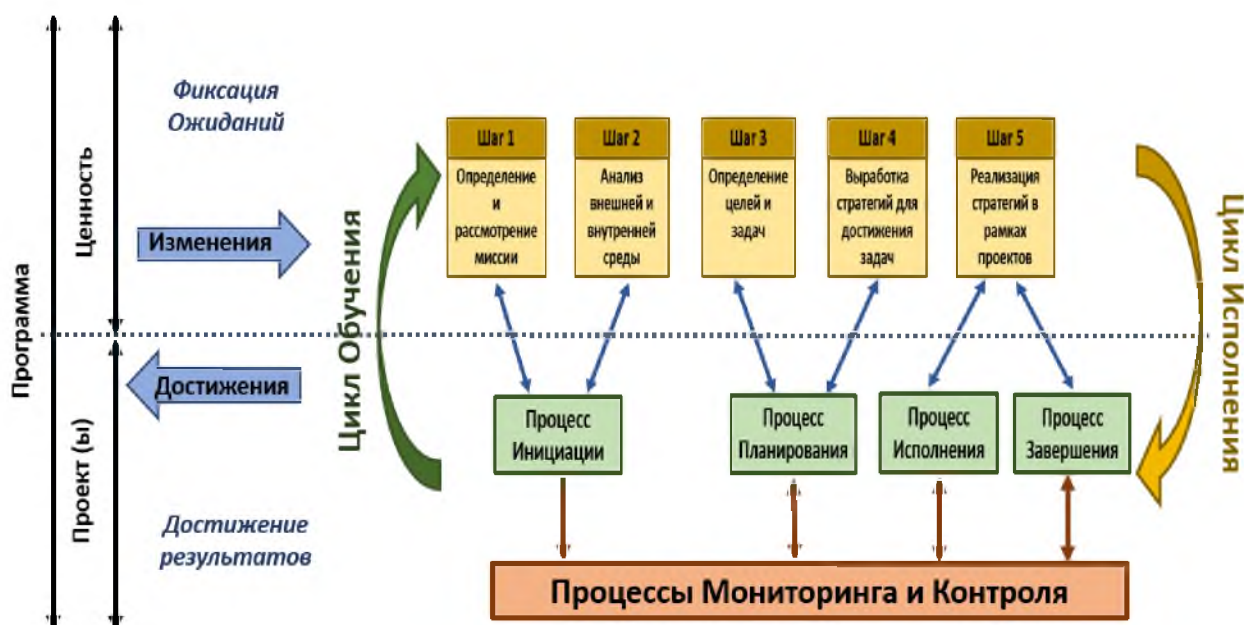 Программа
Ценность
Проект (ы)
Фиксация
Ожиданий
Изменения
Достижения
Достижение
результатов
Цикл Обучения
Шаг 1
Определение
и
рассмотрение
миссии
Шаг 2
Анализ
внешней и
внутренней
среды
Шаг 3
Определение
целей и
задач
Шаг 4
Выработка
стратегий для
достижения
задач
Шаг 5
Реализация
стратегий в
рамках
проектов
Цикл Исполнения
Процесс
Инициации
Процесс
Планирования
Процесс
Исполнения
Процесс
Завершения
Процессы Мониторинга и Контроля